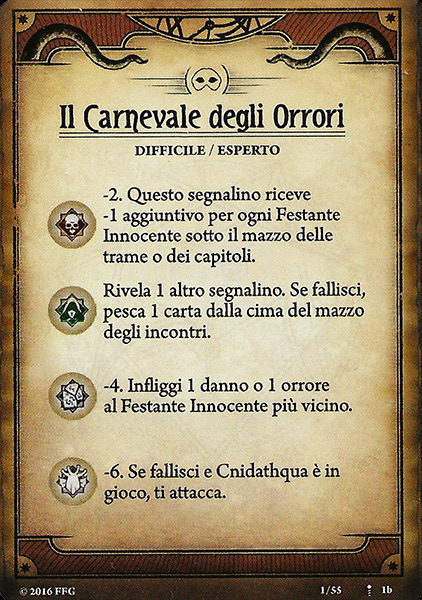 Il Carnevale degli Orrori
DIFFICILE / ESPERTO
-2. Questo segnalino riceve
-1 aggiuntivo per ogni Festante
Innocente sotto il mazzo delle
trame o dei capitoli.
Rivela 1 altro segnalino. Se fallisci,
pesca 1 carta dalla cima del mazzo
degli incontri.
-4. Infliggi 1 danno o 1 orrore
al Festante Innocente più vicino.
-6. Se fallisci e Cnidathqua è in
gioco, ti attacca.
© 2016 FFG 1/55 1b